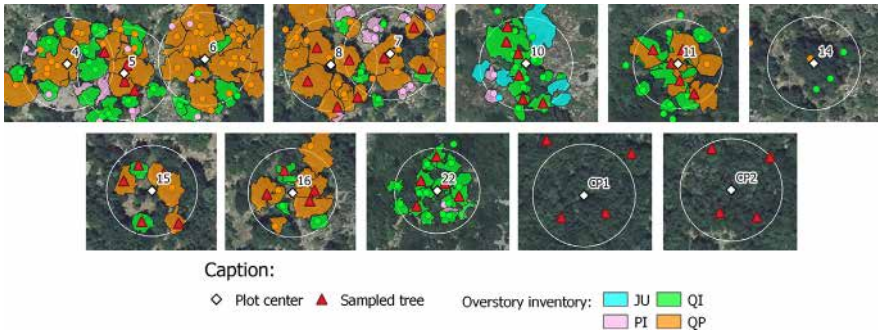 4
5
6
8
7
10
11
14
15
16
22
CP1
CP2
Caption:
Plot center
Sampled tree
Overstory inventory:
JU
QI
PI
QP